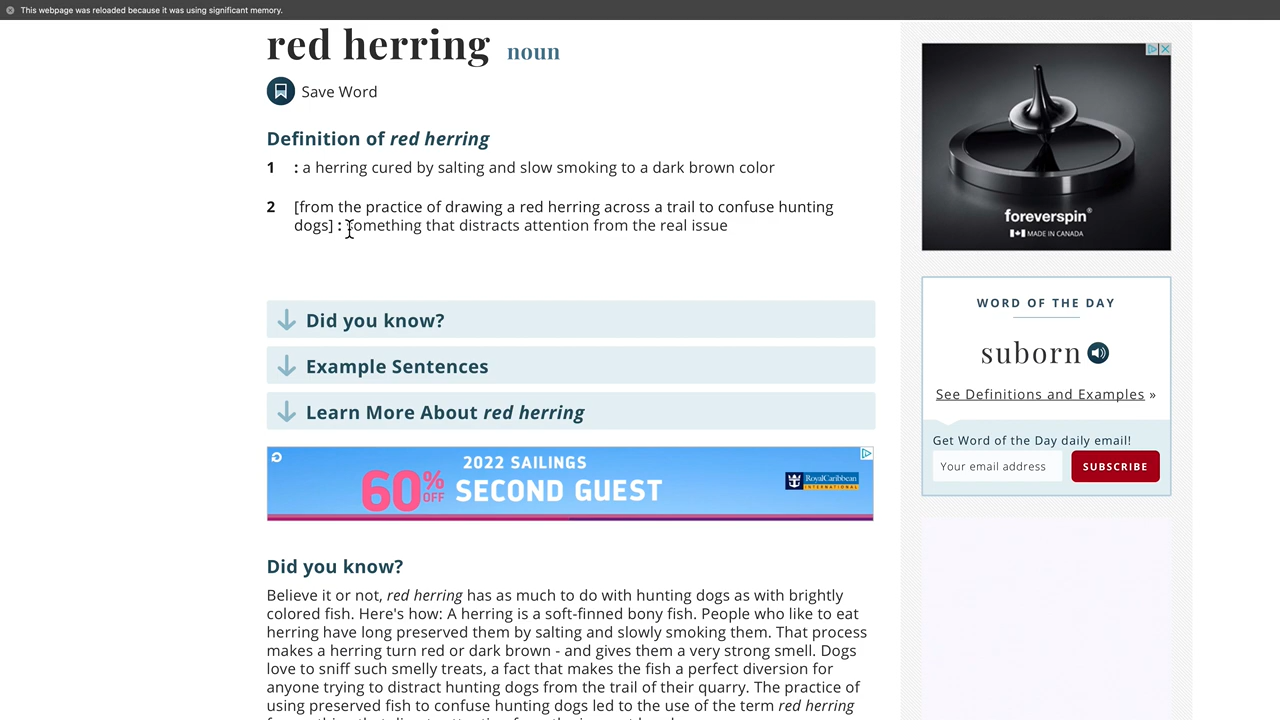 This webpage was reloaded because it was using significant memory.
red herring noun
Save Word
Definition of red herring
1 : a herring cured by salting and slow smoking to a dark brown color
2 [from the practice of drawing a red herring across a trail to confuse hunting
dogs] : something that distracts attention from the real issue
Did you know?
Example Sentences
Learn More About red herring
2022 SAILINGS
60% OFF SECOND GUEST
RoyalCaribbean
INTERNATIONAL
Did you know?
Believe it or not, red herring has as much to do with hunting dogs as with brightly
colored fish. Here's how: A herring is a soft-finned bony fish. People who like to eat
herring have long preserved them by salting and slowly smoking them. That process
makes a herring turn red or dark brown - and gives them a very strong smell. Dogs
love to sniff such smelly treats, a fact that makes the fish a perfect diversion for
anyone trying to distract hunting dogs from the trail of their quarry. The practice of
using preserved fish to confuse hunting dogs led to the use of the term red herring
foreverspin®
MADE IN CANADA
WORD OF THE DAY
suborn
See Definitions and Examples »
Get Word of the Day daily email!
Your email address
SUBSCRIBE